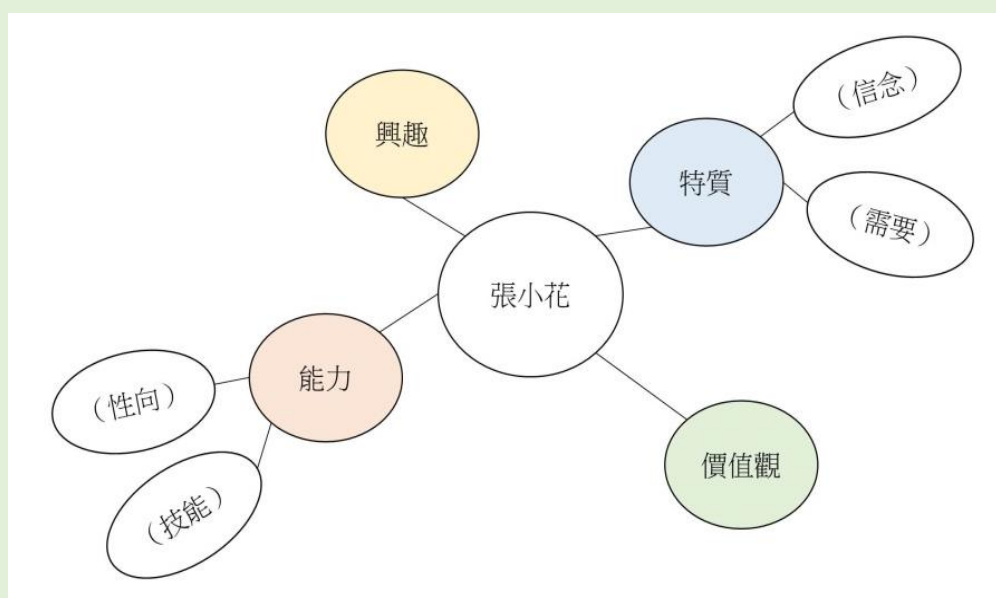 （信念）
興趣
特質
（需要）
張小花
能力
（性向）
價值觀
（技能）